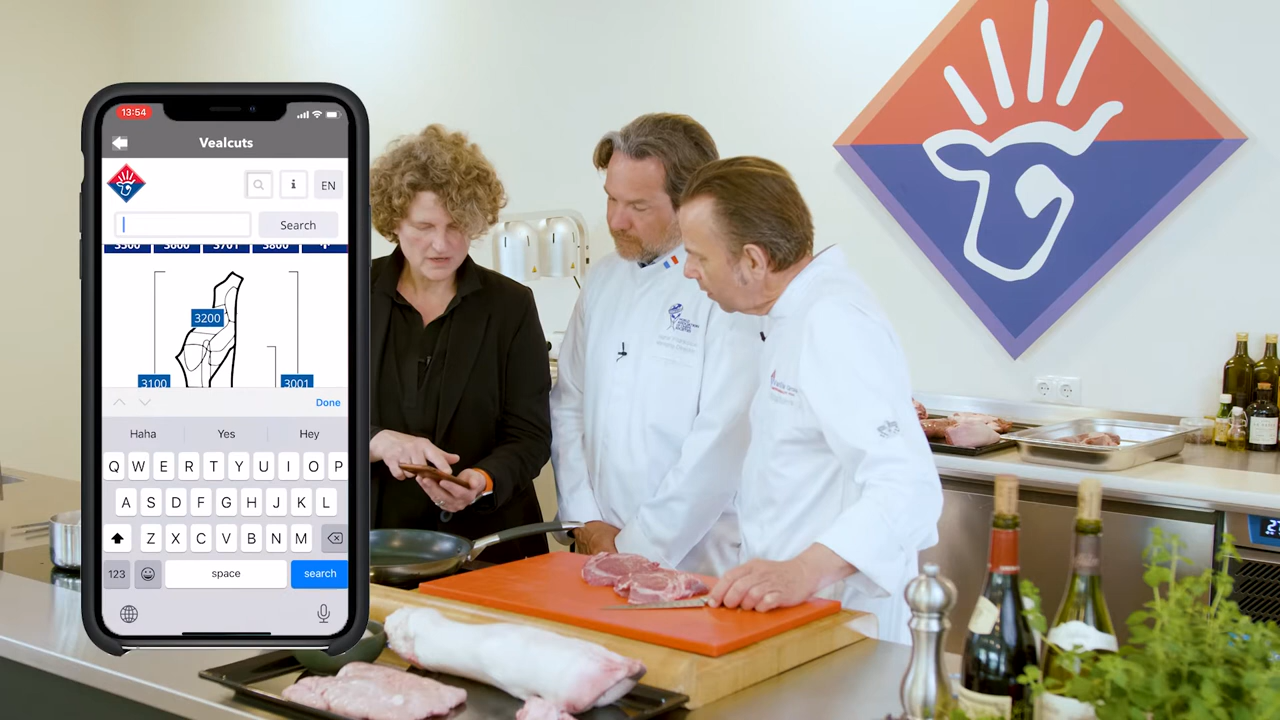 13:54
Vealcuts
i
EN
Search
3500 3600 3701 3800 +
3200
3100
3001
Done
Haha Yes Hey
Q W E R T Y U I O P
A S D F G H J K L
Z X C V B N M
123 space search